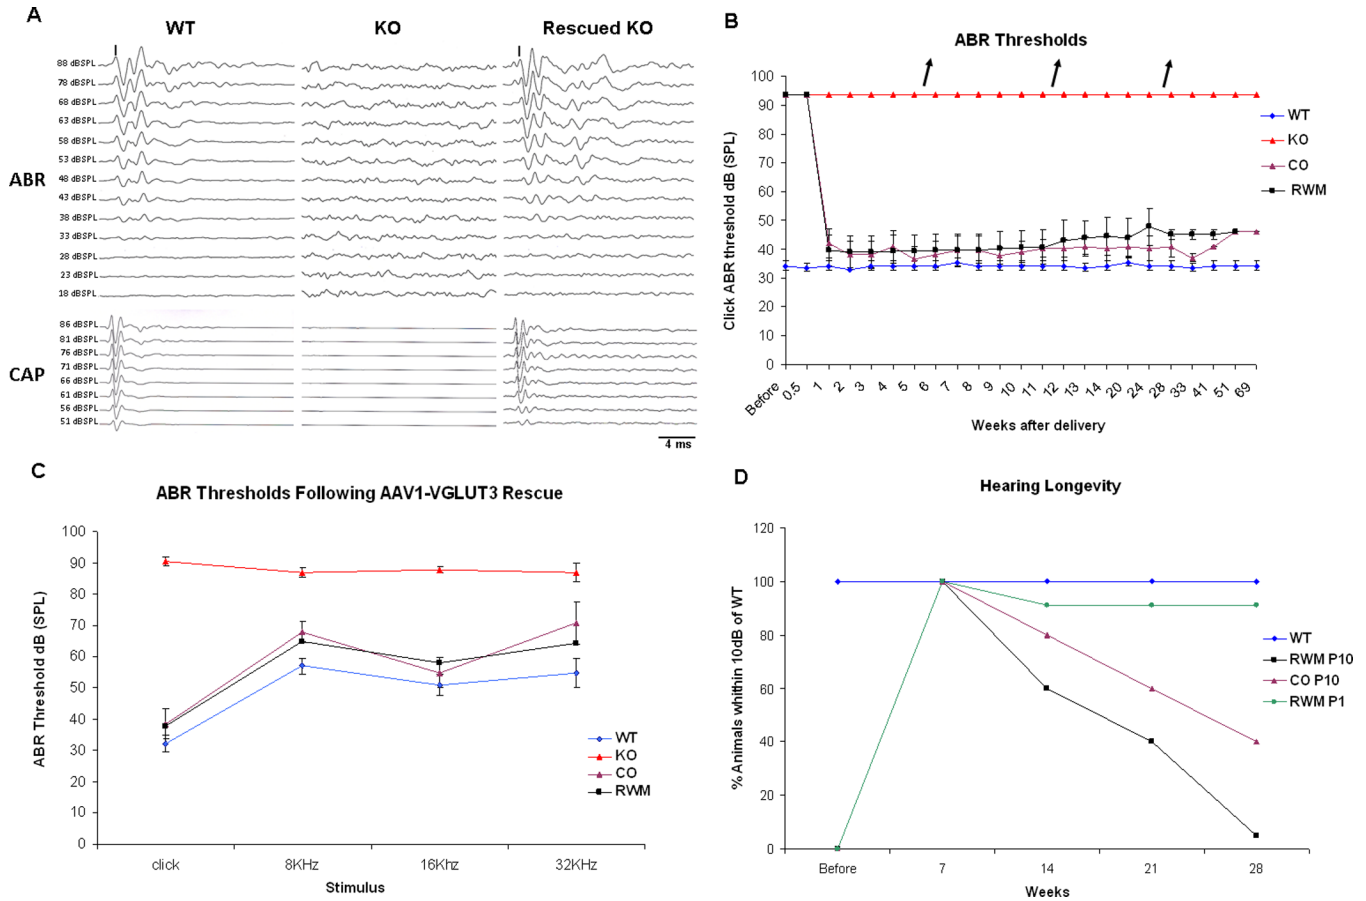 A
WT KO Rescued KO
I I
88 dBSPL
78 dBSPL
68 dBSPL
63 dBSPL
58 dBSPL
53 dBSPL
48 dBSPL
43 dBSPL
38 dBSPL
33 dBSPL
28 dBSPL
23 dBSPL
18 dBSPL
ABR
86 dBSPL
81 dBSPL
76 dBSPL
71 dBSPL
66 dBSPL
61 dBSPL
56 dBSPL
51 dBSPL
CAP
4 ms
B
ABR Thresholds
Click ABR threshold dB (SPL)
100
90
80
70
60
50
40
30
20
10
0
Before 0.5 1 2 3 4 5 6 7 8 9 10 11 12 13 14 20 24 28 33 41 51 69
Weeks after delivery
WT
KO
CO
RWM
C
ABR Thresholds Following AAV1-VGLUT3 Rescue
ABR Threshold dB (SPL)
100
90
80
70
60
50
40
30
20
10
0
click 8KHz 16Khz 32KHz
Stimulus
WT
KO
CO
RWM
D
Hearing Longevity
% Animals whithin 10dB of WT
120
100
80
60
40
20
0
Before 7 14 21 28
Weeks
WT
RWM P10
CO P10
RWM P1